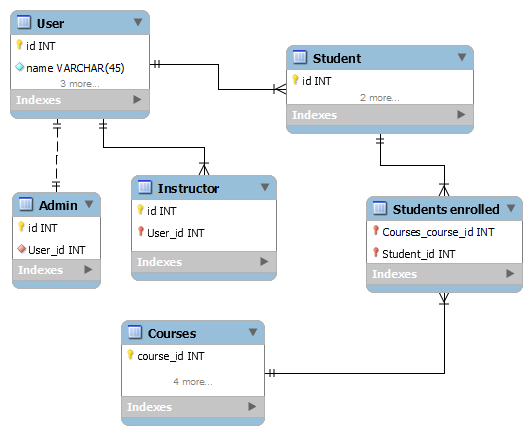 User
id INT
name VARCHAR(45)
3 more...
Indexes
Student
id INT
2 more...
Indexes
Admin
id INT
User_id INT
Indexes
Instructor
id INT
User_id INT
Indexes
Students enrolled
Courses_course_id INT
Student_id INT
Indexes
Courses
course_id INT
4 more...
Indexes